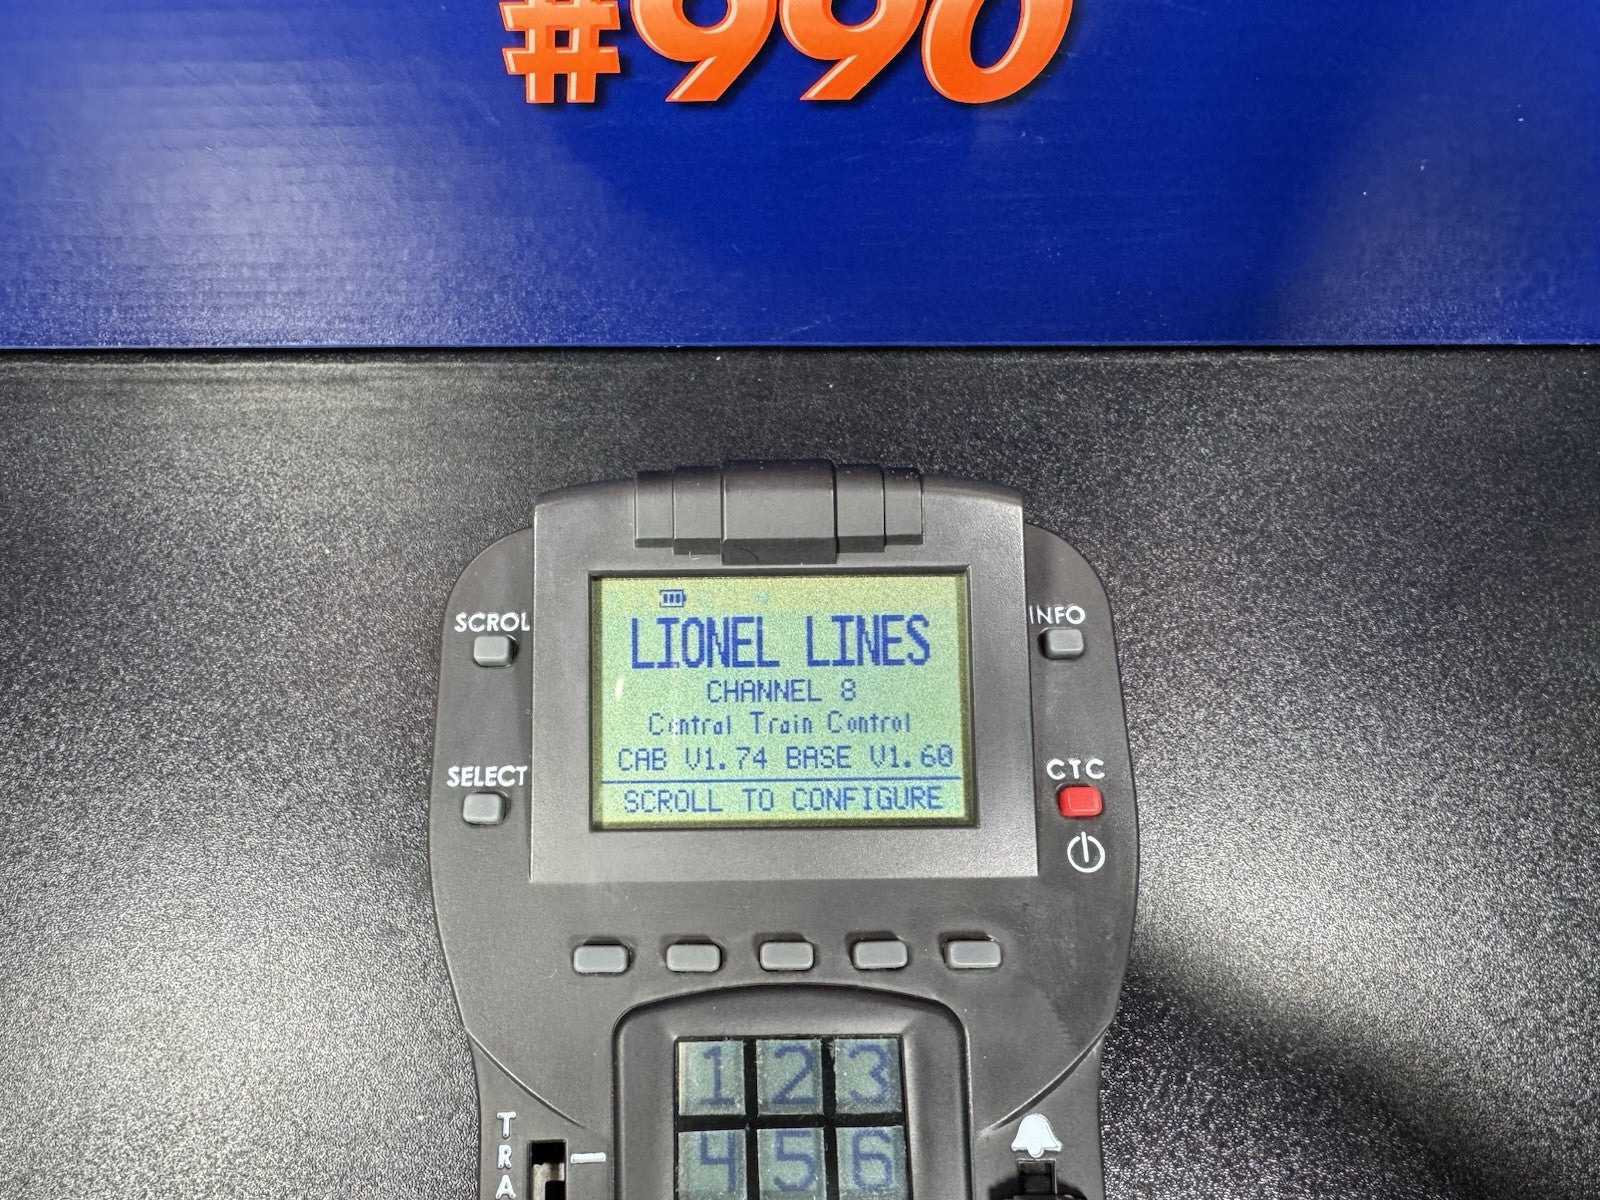 #990
SCROL
INFO
LIONEL LINES
CHANNEL 8
Central Train Control
CAB V1.74 BASE V1.60
SCROLL TO CONFIGURE
SELECT
CTC
1 2 3
4 5 6
TRA